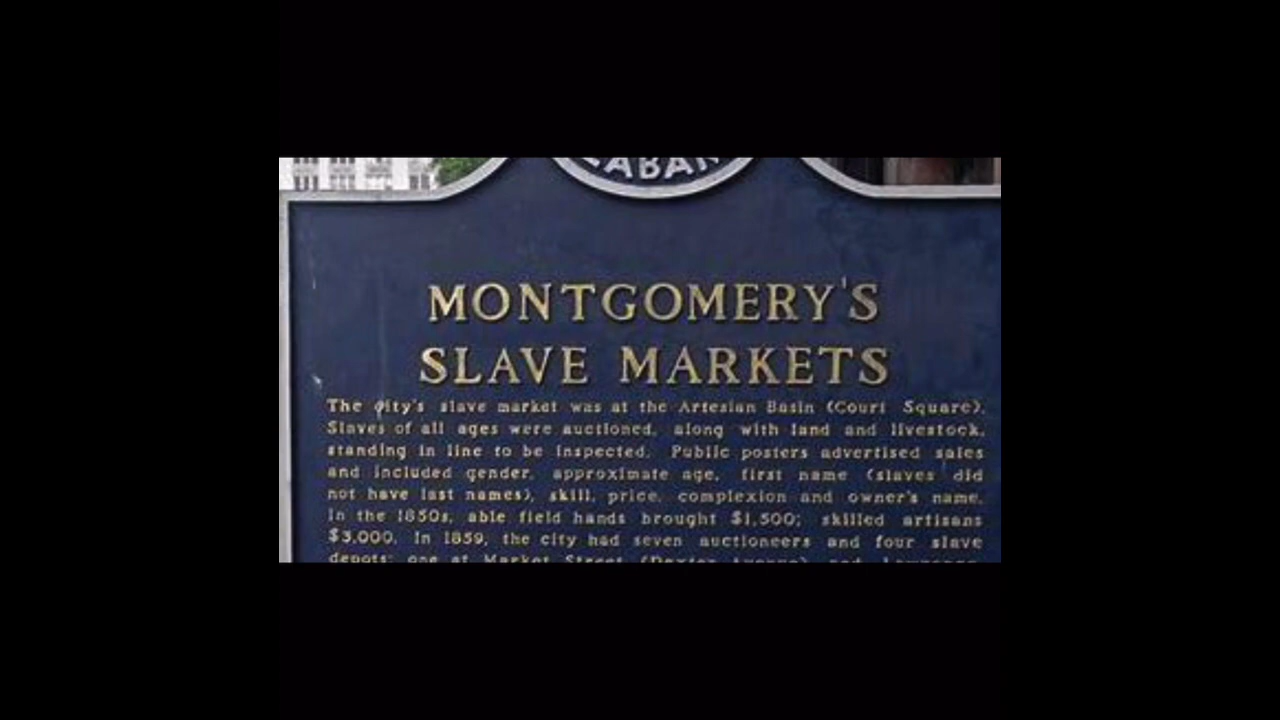 LABAM
MONTGOMERY'S
SLAVE MARKETS
The city's slave market was at the Artesian Basin (Court Square).
Slaves of all ages were auctioned, along with land and livestock,
standing in line to be inspected. Public posters advertised sales
and included gender, approximate age, first name (slaves did
not have last names), skill, price, complexion and owner's name.
In the 1850s, able field hands brought $1,500; skilled artisans
$3,000. In 1859, the city had seven auctioneers and four slave
depots: one at Market Street (Dexter Avenue) and Lawrence,